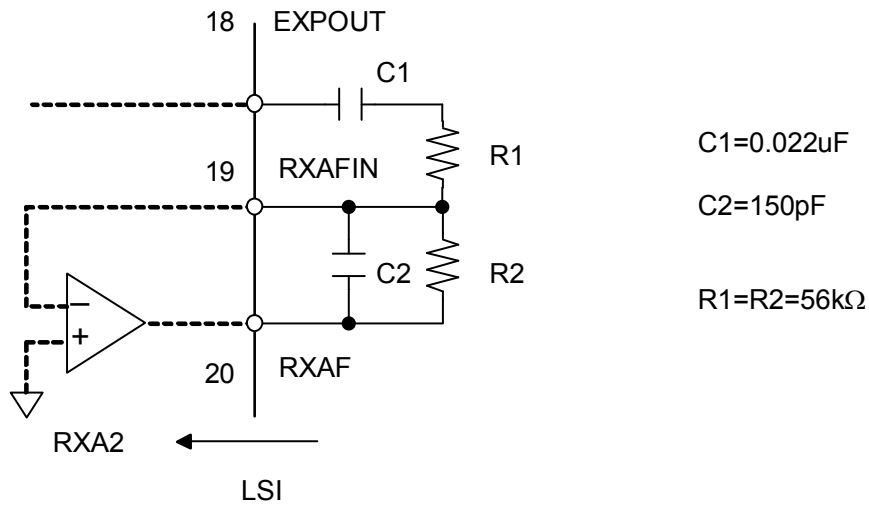 18 EXPOUT
C1
R1
C1=0.022uF
19 RXAFIN
C2=150pF
C2
R2
R1=R2=56kΩ
−
+
20 RXAF
RXA2
LSI